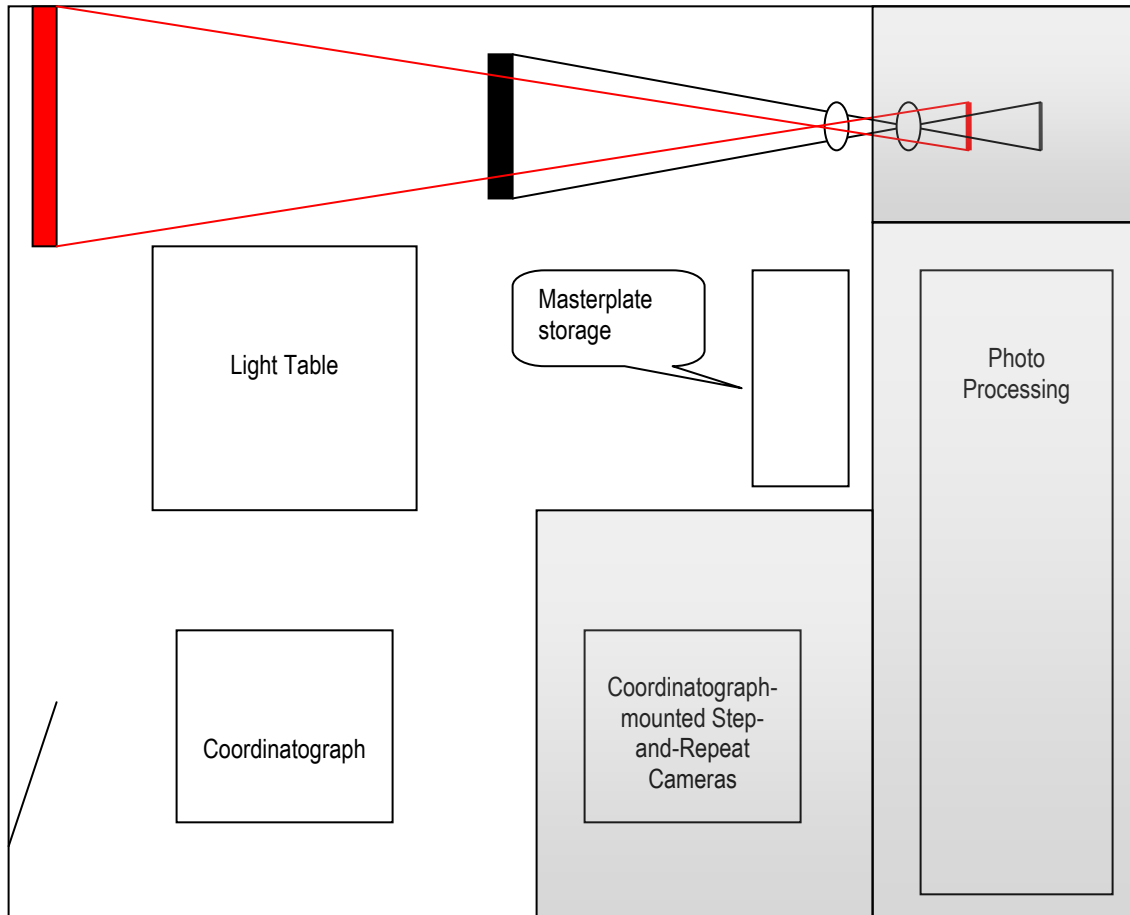 Masterplate
storage
Light Table
Photo
Processing
Coordinatograph
Coordinatograph-
mounted Step-
and-Repeat
Cameras